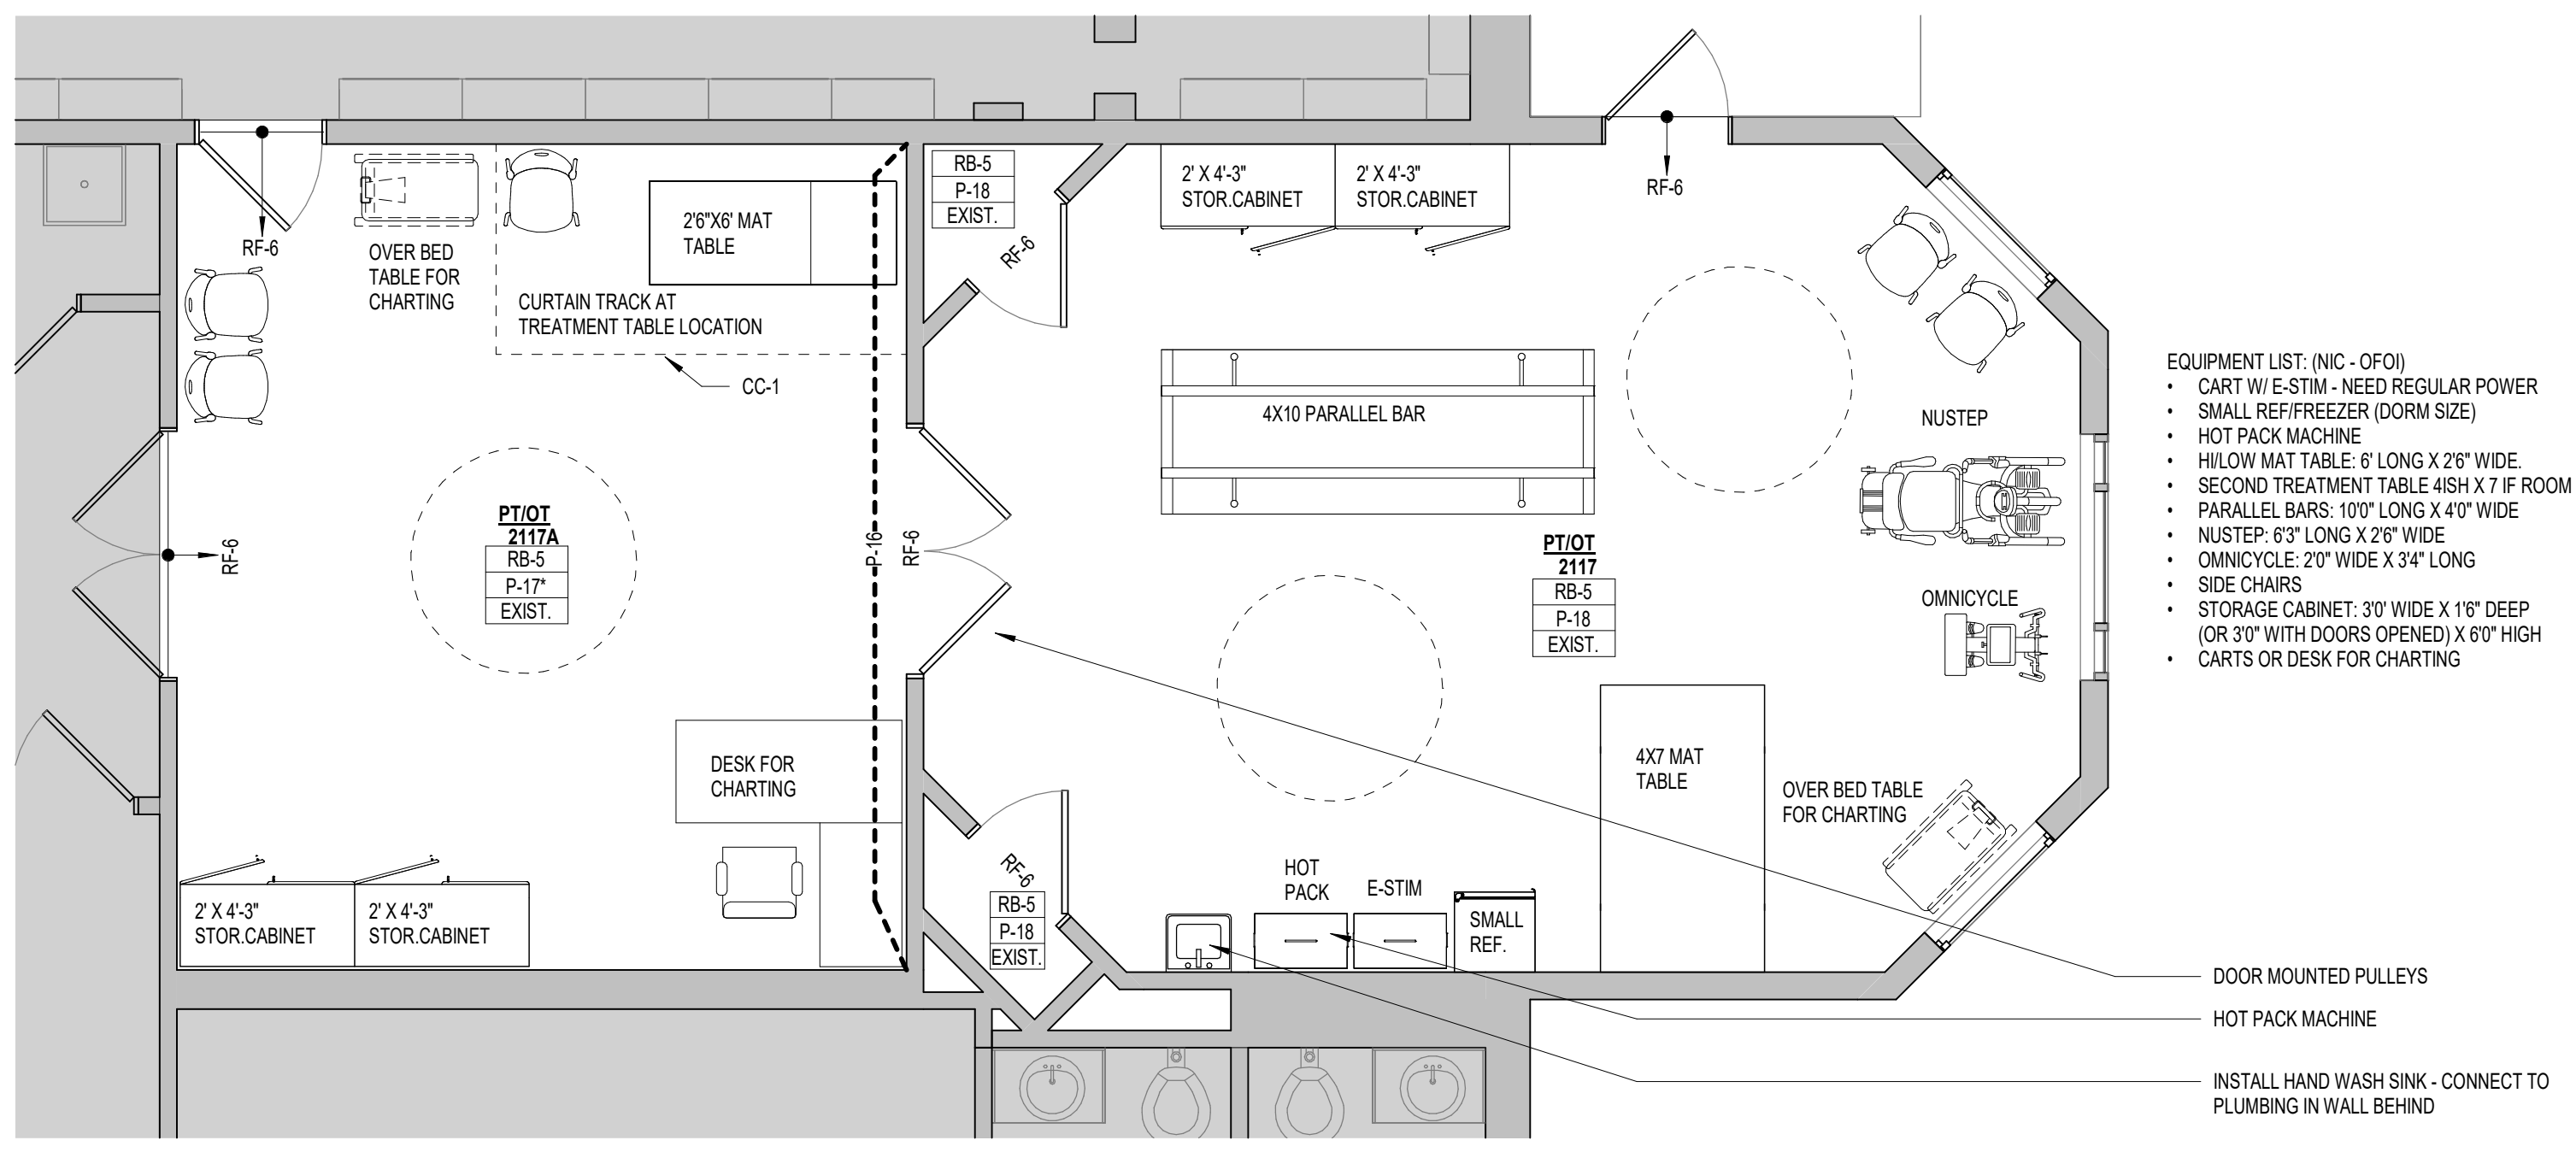 RB-5
P-18
EXIST.
2' X 4'-3"
STOR.CABINET
2' X 4'-3"
STOR.CABINET
RF-6
RF-6
RF-6
OVER BED
TABLE FOR
CHARTING
2'6"X6' MAT
TABLE
CURTAIN TRACK AT
TREATMENT TABLE LOCATION
CC-1
4X10 PARALLEL BAR
NUSTEP
EQUIPMENT LIST: (NIC - OFOI)
• CART W/ E-STIM - NEED REGULAR POWER
• SMALL REF/FREEZER (DORM SIZE)
• HOT PACK MACHINE
• HI/LOW MAT TABLE: 6' LONG X 2'6" WIDE.
• SECOND TREATMENT TABLE 4ISH X 7 IF ROOM
• PARALLEL BARS: 10'0" LONG X 4'0" WIDE
• NUSTEP: 6'3" LONG X 2'6" WIDE
• OMNICYCLE: 2'0" WIDE X 3'4" LONG
• SIDE CHAIRS
• STORAGE CABINET: 3'0' WIDE X 1'6" DEEP
(OR 3'0" WITH DOORS OPENED) X 6'0" HIGH
• CARTS OR DESK FOR CHARTING
RF-6
PT/OT
2117A
RB-5
P-17*
EXIST.
P-16
RF-6
PT/OT
2117
RB-5
P-18
EXIST.
OMNICYCLE
DESK FOR
CHARTING
4X7 MAT
TABLE
OVER BED TABLE
FOR CHARTING
2' X 4'-3"
STOR.CABINET
2' X 4'-3"
STOR.CABINET
RF-6
RB-5
P-18
EXIST.
HOT
PACK
E-STIM
SMALL
REF.
DOOR MOUNTED PULLEYS
HOT PACK MACHINE
INSTALL HAND WASH SINK - CONNECT TO
PLUMBING IN WALL BEHIND